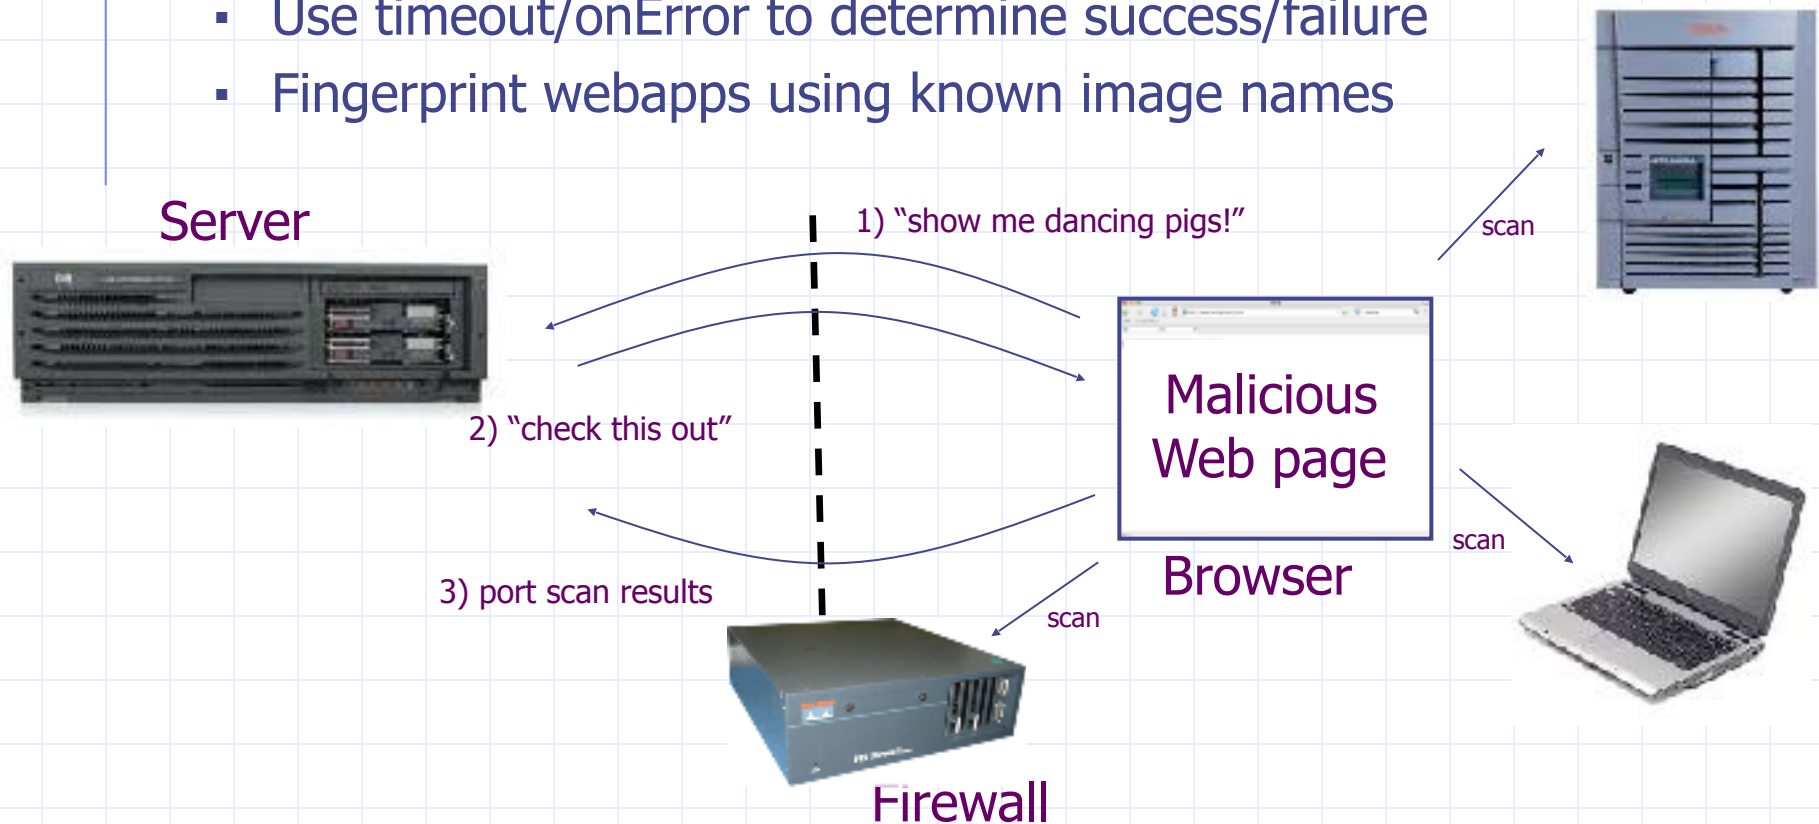 ▪ Use timeout/onError to determine success/failure
▪ Fingerprint webapps using known image names
Server
1) “show me dancing pigs!”
scan
2) “check this out”
Malicious
Web page
scan
Browser
3) port scan results
scan
Firewall